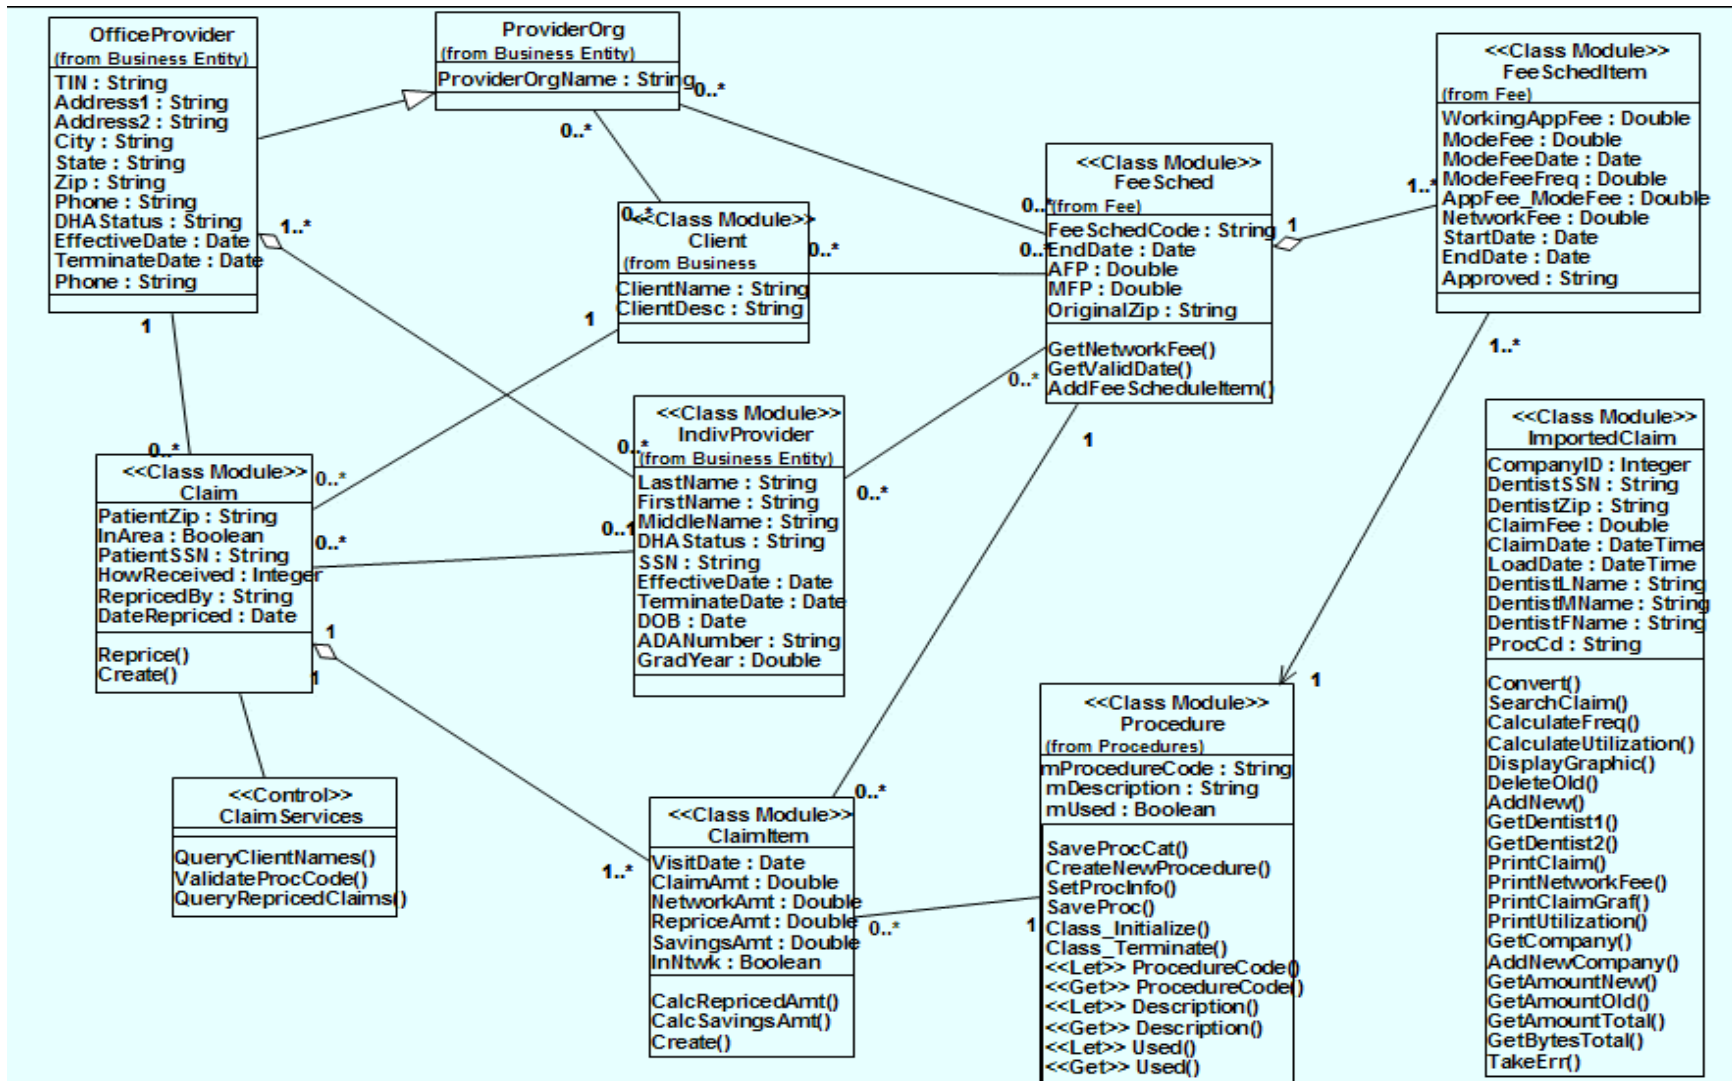 OfficeProvider
(from Business Entity)
TIN : String
Address1 : String
Address2 : String
City : String
State : String
Zip : String
Phone : String
DHAStatus : String
EffectiveDate : Date
TerminateDate : Date
Phone : String
1..*
1
0..*
ProviderOrg
(from Business Entity)
ProviderOrgName : String
0..*
0..*
0..*
<<Class Module>>
Client
(from Business
ClientName : String
ClientDesc : String
0..*
1
<<Class Module>>
FeeSched
(from Fee)
FeeSchedCode : String
EndDate : Date
AFP : Double
MFP : Double
OriginalZip : String
GetNetworkFee()
GetValidDate()
AddFeeScheduleItem()
0..*
0..*
0..*
1
1
<<Class Module>>
FeeSchedItem
(from Fee)
WorkingAppFee : Double
ModeFee : Double
ModeFeeDate : Date
ModeFeeFreq : Double
AppFee_ModeFee : Double
NetworkFee : Double
StartDate : Date
EndDate : Date
Approved : String
1..*
1..*
<<Class Module>>
Claim
PatientZip : String
InArea : Boolean
PatientSSN : String
HowReceived : Integer
RepricedBy : String
DateRepriced : Date
Reprice()
Create()
0..*
0..*
1
1
<<Class Module>>
IndivProvider
(from Business Entity)
LastName : String
FirstName : String
MiddleName : String
DHAStatus : String
SSN : String
EffectiveDate : Date
TerminateDate : Date
DOB : Date
ADANumber : String
GradYear : Double
0..*
0..1
0..*
<<Class Module>>
ImportedClaim
CompanyID : Integer
DentistSSN : String
DentistZip : String
ClaimFee : Double
ClaimDate : DateTime
LoadDate : DateTime
DentistLName : String
DentistMName : String
DentistFName : String
ProcCd : String
Convert()
SearchClaim()
CalculateFreq()
CalculateUtilization()
DisplayGraphic()
DeleteOld()
AddNew()
GetDentist1()
GetDentist2()
PrintClaim()
PrintNetworkFee()
PrintClaimGraf()
PrintUtilization()
GetCompany()
AddNewCompany()
GetAmountNew()
GetAmountOld()
GetAmountTotal()
GetBytesTotal()
TakeErr()
<<Control>>
ClaimServices
QueryClientNames()
ValidateProcCode()
QueryRepricedClaims()
<<Class Module>>
ClaimItem
VisitDate : Date
ClaimAmt : Double
NetworkAmt : Double
RepriceAmt : Double
SavingsAmt : Double
InNtwk : Boolean
CalcRepricedAmt()
CalcSavingsAmt()
Create()
1..*
0..*
0..*
<<Class Module>>
Procedure
(from Procedures)
mProcedureCode : String
mDescription : String
mUsed : Boolean
SaveProcCat()
CreateNewProcedure()
SetProcInfo()
SaveProc()
Class_Initialize()
Class_Terminate()
<<Let>> ProcedureCode()
<<Get>> ProcedureCode()
<<Let>> Description()
<<Get>> Description()
<<Let>> Used()
<<Get>> Used()
1
1